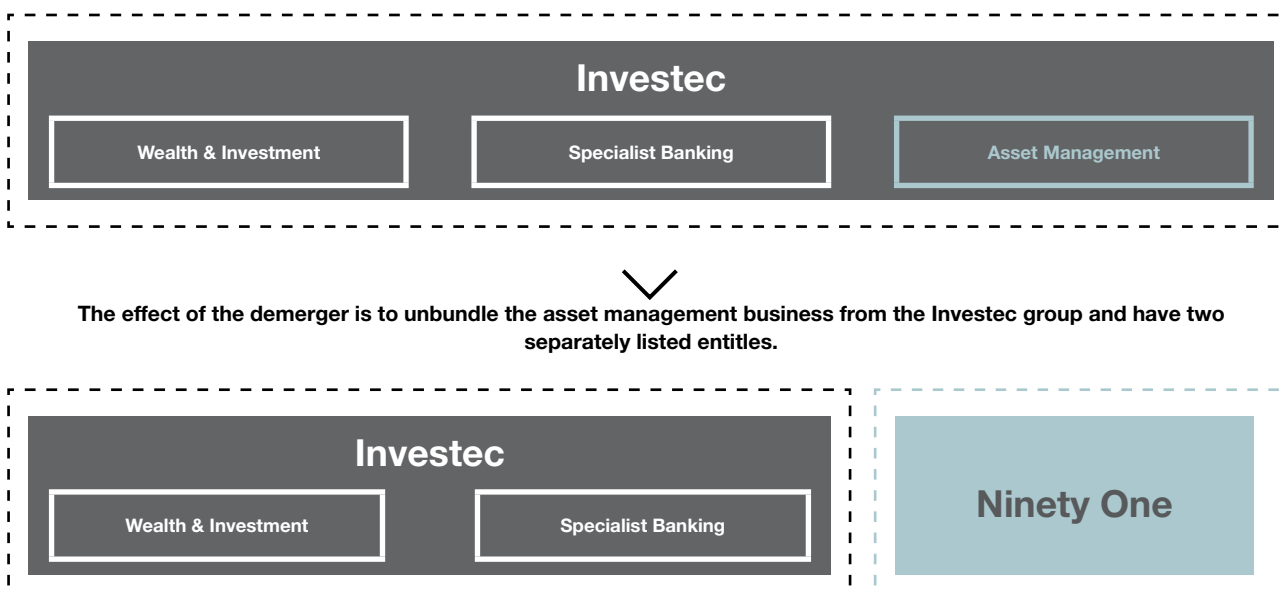 Investec
Wealth & Investment
Specialist Banking
Asset Management
The effect of the demerger is to unbundle the asset management business from the Investec group and have two
separately listed entitles.
Investec
Wealth & Investment
Specialist Banking
Ninety One